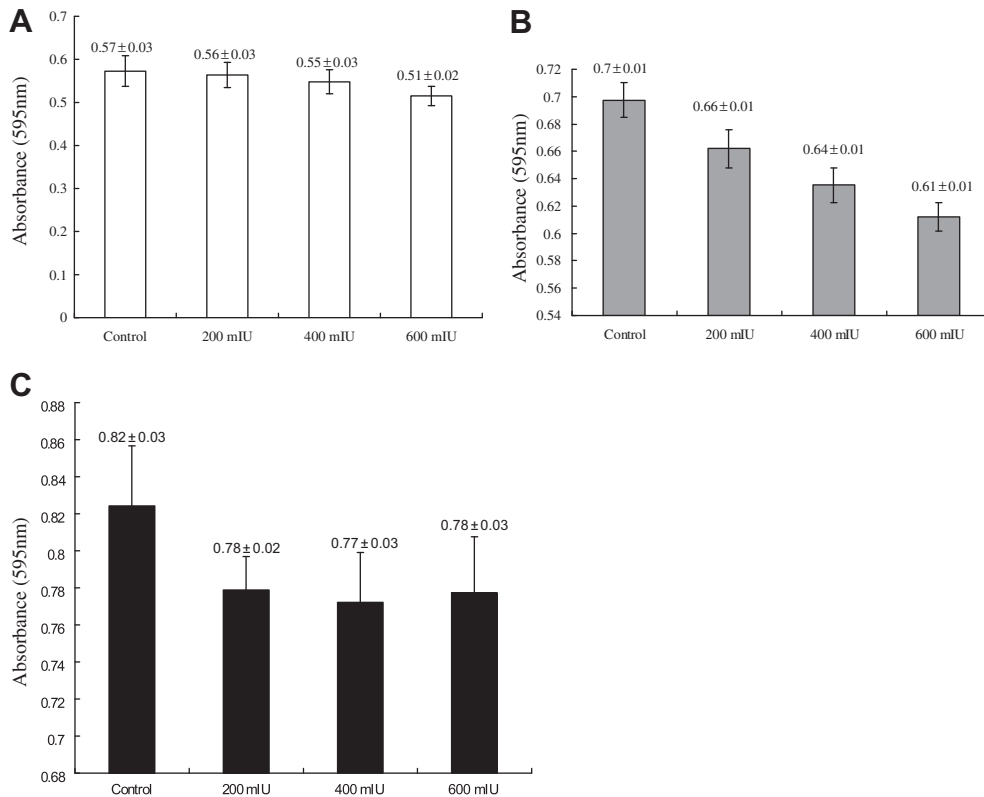 A
0.7
0.6
0.5
0.4
0.3
0.2
0.1
0
Absorbance (595nm)
0.57±0.03
0.56±0.03
0.55±0.03
0.51±0.02
Control
200 mIU
400 mIU
600 mIU
B
0.72
0.7
0.68
0.66
0.64
0.62
0.6
0.58
0.56
0.54
Absorbance (595nm)
0.7±0.01
0.66±0.01
0.64±0.01
0.61±0.01
Control
200 mIU
400 mIU
600 mIU
C
0.88
0.86
0.84
0.82
0.8
0.78
0.76
0.74
0.72
0.7
0.68
Absorbance (595nm)
0.82±0.03
0.78±0.02
0.77±0.03
0.78±0.03
Control
200 mIU
400 mIU
600 mIU